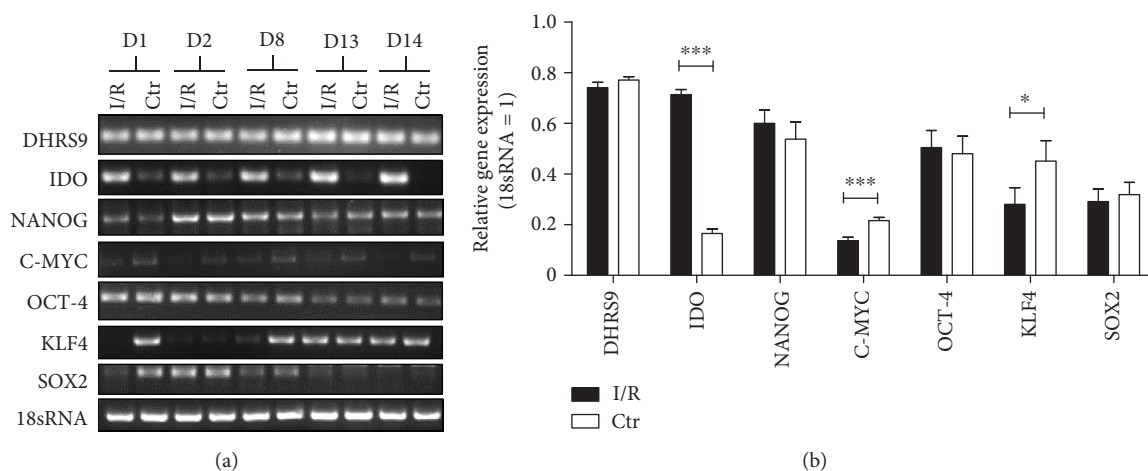 D1 D2 D8 D13 D14
I/R Ctr I/R Ctr I/R Ctr I/R Ctr I/R Ctr
DHRS9
IDO
NANOG
C-MYC
OCT-4
KLF4
SOX2
18sRNA
(a)
Relative gene expression
(18sRNA = 1)
1.0
0.8
0.6
0.4
0.2
0
***
***
*
DHRS9
IDO
NANOG
C-MYC
OCT-4
KLF4
SOX2
I/R
Ctr
(b)